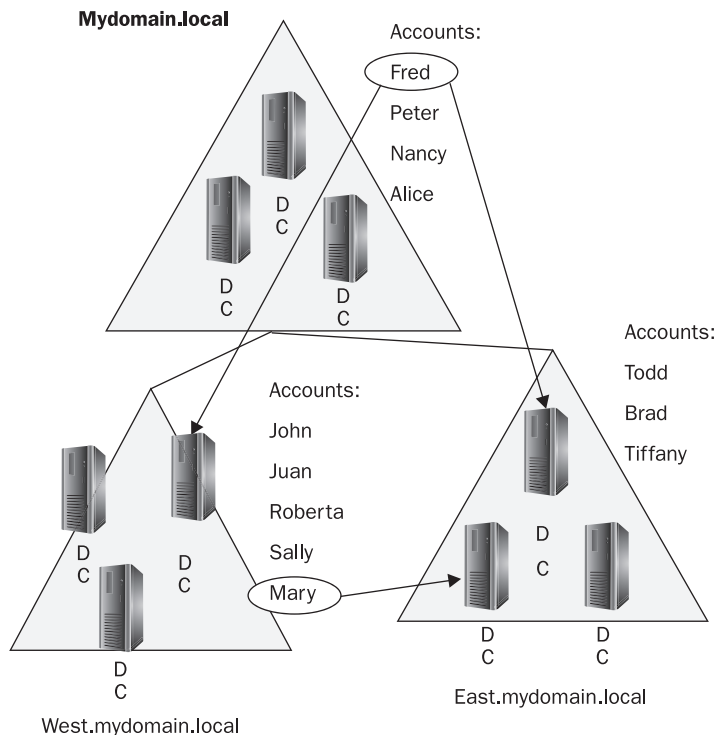 Mydomain.local
Accounts:
Fred
Peter
Nancy
Alice
D
C
D
C
D
C
Accounts:
Todd
Brad
Tiffany
Accounts:
John
Juan
Roberta
Sally
Mary
D
C
D
C
D
C
D
C
D
C
D
C
West.mydomain.local
East.mydomain.local